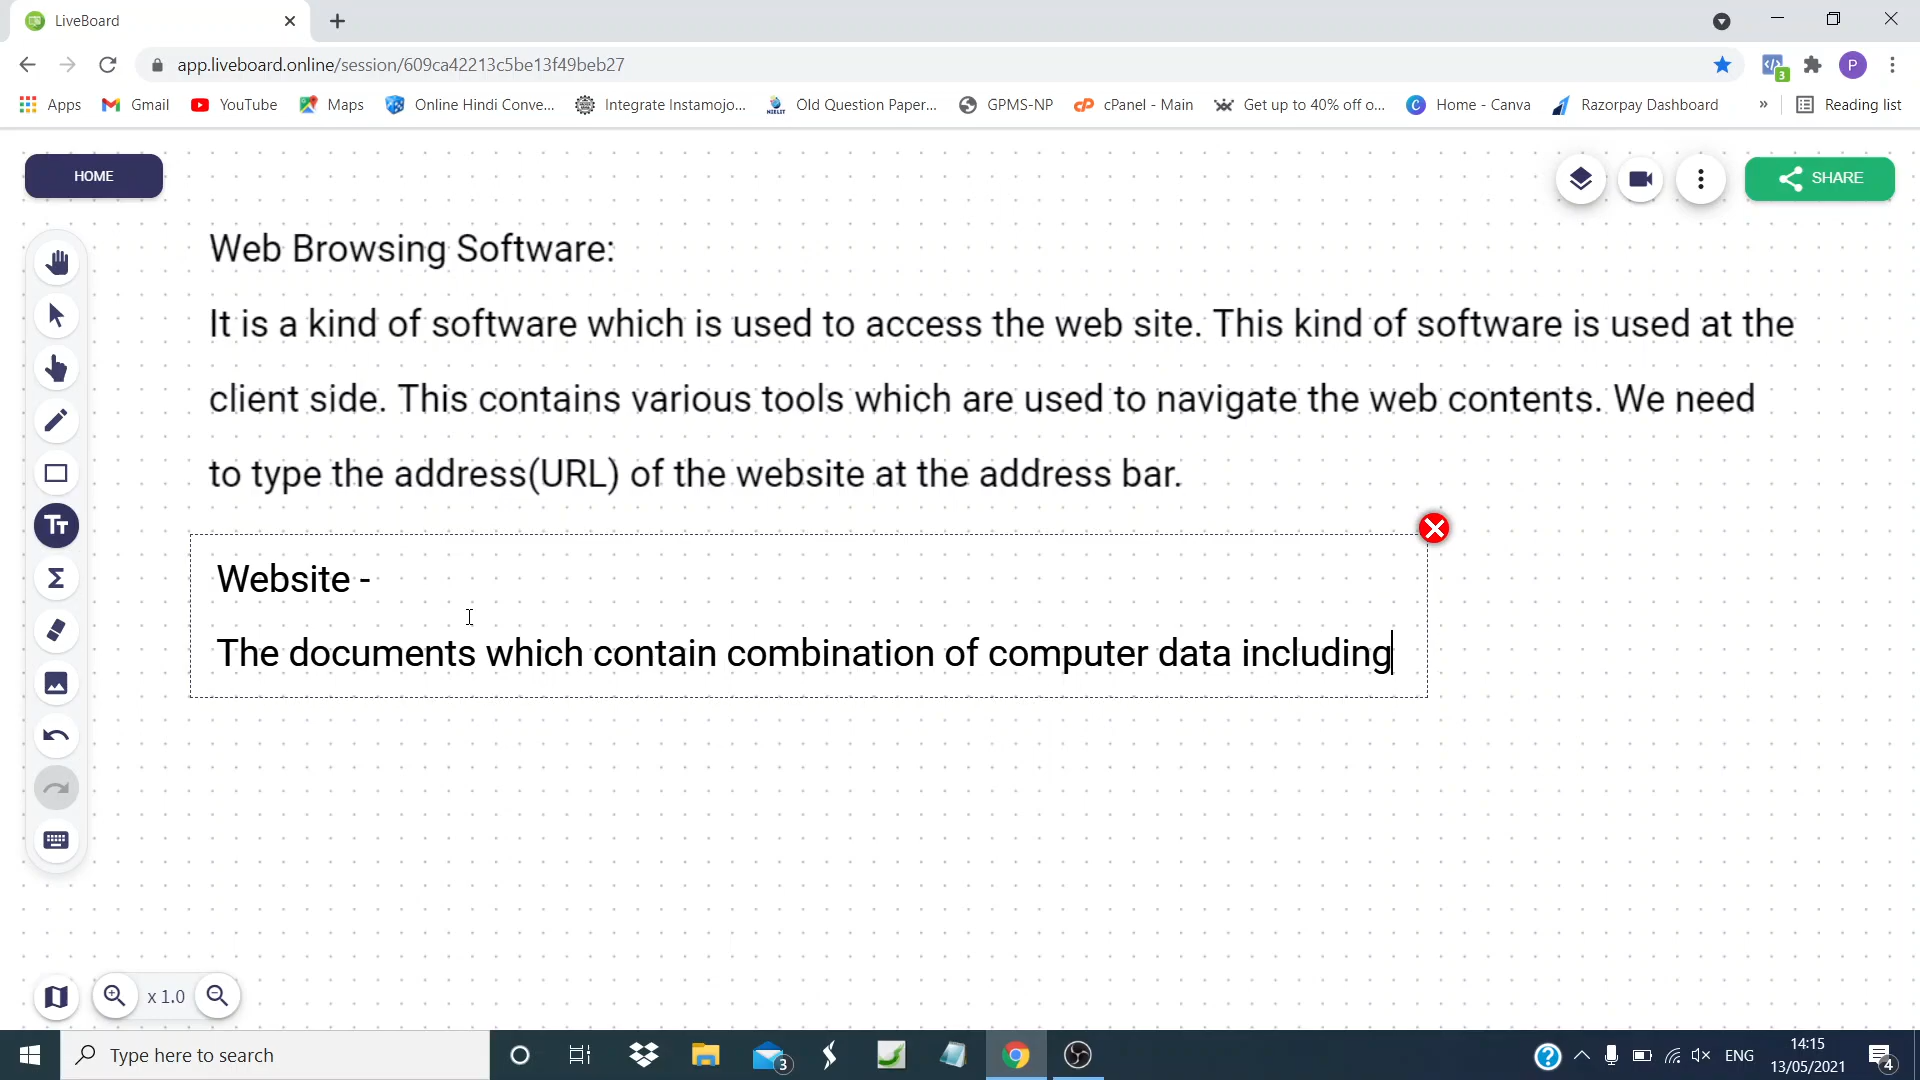 LiveBoard
app.liveboard.online/session/609ca42213c5be13f49beb27
3
P
Apps
Gmail
YouTube
Maps
Online Hindi Conve...
Integrate Instamojo...
Old Question Paper...
GPMS-NP
cPanel - Main
Get up to 40% off o...
Home - Canva
Razorpay Dashboard
»
Reading list
HOME
SHARE
Web Browsing Software:
It is a kind of software which is used to access the web site. This kind of software is used at the
client side. This contains various tools which are used to navigate the web contents. We need
to type the address(URL) of the website at the address bar.
Website -
The documents which contain combination of computer data including
x 1.0
Type here to search
3
ENG
14:15
13/05/2021
4